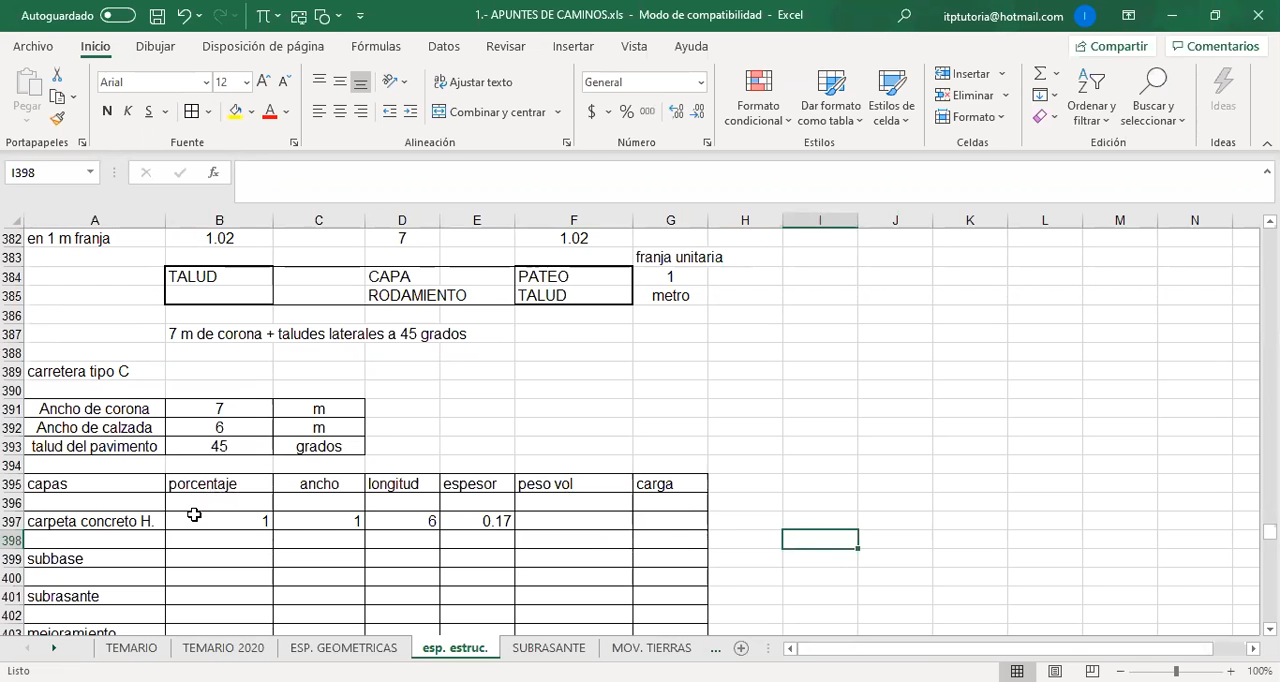 Autoguardado 1.- APUNTES DE CAMINOS.xls - Modo de compatibilidad - Excel itptutoria@hotmail.com I
Archivo Inicio Dibujar Disposición de página Fórmulas Datos Revisar Insertar Vista Ayuda Compartir Comentarios
Pegar Arial 12 Ajustar texto General Formato condicional Dar formato como tabla Estilos de celda Insertar Ordenar y filtrar Buscar y seleccionar Ideas
N K S Combinar y centrar $ % 000 Eliminar
Formato
Portapapeles Fuente Alineación Número Estilos Celdas Edición Ideas
I398 fx
A B C D E F G H I J K L M N
382 en 1 m franja 1.02 7 1.02
383 franja unitaria
384 TALUD CAPA PATEO 1
385 RODAMIENTO TALUD metro
386
387 7 m de corona + taludes laterales a 45 grados
388
389 carretera tipo C
390
391 Ancho de corona 7 m
392 Ancho de calzada 6 m
393 talud del pavimento 45 grados
394
395 capas porcentaje ancho longitud espesor peso vol carga
396
397 carpeta concreto H. 1 1 6 0.17
398
399 subbase
400
401 subrasante
402
403 mejoramiento
TEMARIO TEMARIO 2020 ESP. GEOMETRICAS esp. estruc. SUBRASANTE MOV. TIERRAS ...
Listo 100%